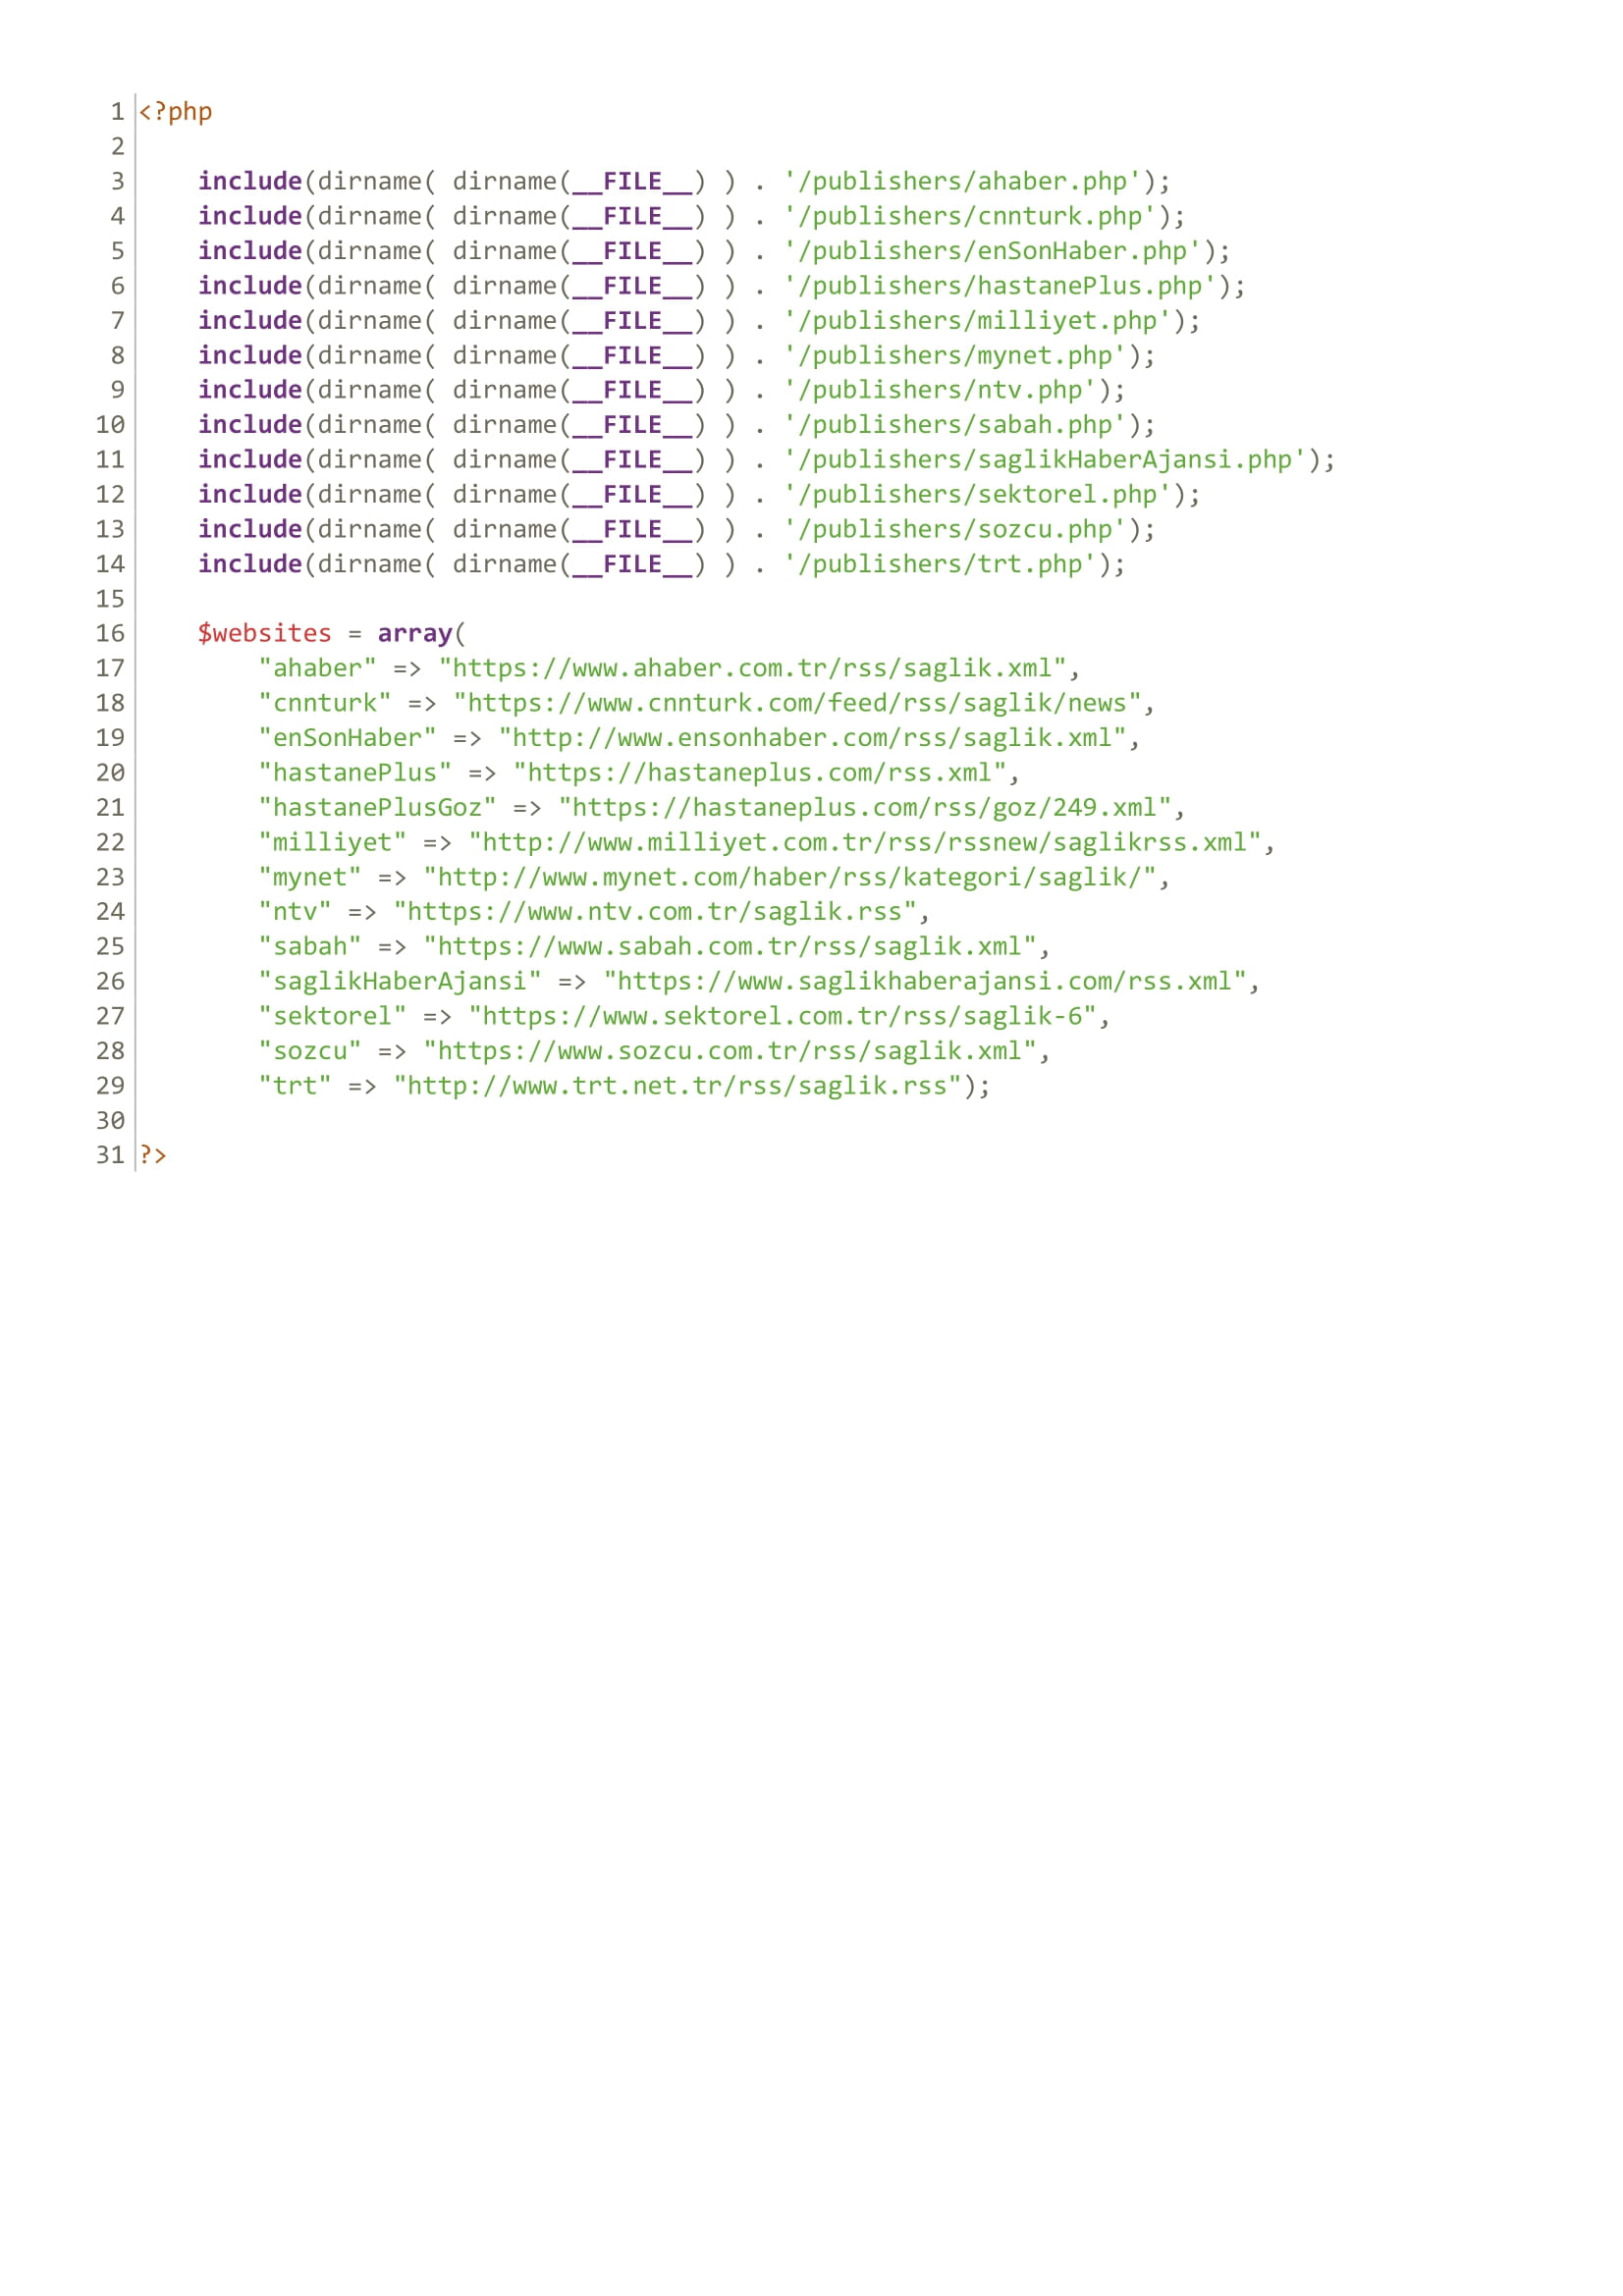 1 <?php
2
3 include(dirname( dirname(__FILE__) ) . '/publishers/ahaber.php');
4 include(dirname( dirname(__FILE__) ) . '/publishers/cnnturk.php');
5 include(dirname( dirname(__FILE__) ) . '/publishers/enSonHaber.php');
6 include(dirname( dirname(__FILE__) ) . '/publishers/hastanePlus.php');
7 include(dirname( dirname(__FILE__) ) . '/publishers/milliyet.php');
8 include(dirname( dirname(__FILE__) ) . '/publishers/mynet.php');
9 include(dirname( dirname(__FILE__) ) . '/publishers/ntv.php');
10 include(dirname( dirname(__FILE__) ) . '/publishers/sabah.php');
11 include(dirname( dirname(__FILE__) ) . '/publishers/saglikHaberAjansi.php');
12 include(dirname( dirname(__FILE__) ) . '/publishers/sektorel.php');
13 include(dirname( dirname(__FILE__) ) . '/publishers/sozcu.php');
14 include(dirname( dirname(__FILE__) ) . '/publishers/trt.php');
15
16 $websites = array(
17 "ahaber" => "https://www.ahaber.com.tr/rss/saglik.xml",
18 "cnnturk" => "https://www.cnnturk.com/feed/rss/saglik/news",
19 "enSonHaber" => "http://www.ensonhaber.com/rss/saglik.xml",
20 "hastanePlus" => "https://hastaneplus.com/rss.xml",
21 "hastanePlusGoz" => "https://hastaneplus.com/rss/goz/249.xml",
22 "milliyet" => "http://www.milliyet.com.tr/rss/rssnew/saglikrss.xml",
23 "mynet" => "http://www.mynet.com/haber/rss/kategori/saglik/",
24 "ntv" => "https://www.ntv.com.tr/saglik.rss",
25 "sabah" => "https://www.sabah.com.tr/rss/saglik.xml",
26 "saglikHaberAjansi" => "https://www.saglikhaberajansi.com/rss.xml",
27 "sektorel" => "https://www.sektorel.com.tr/rss/saglik-6",
28 "sozcu" => "https://www.sozcu.com.tr/rss/saglik.xml",
29 "trt" => "http://www.trt.net.tr/rss/saglik.rss");
30
31 ?>